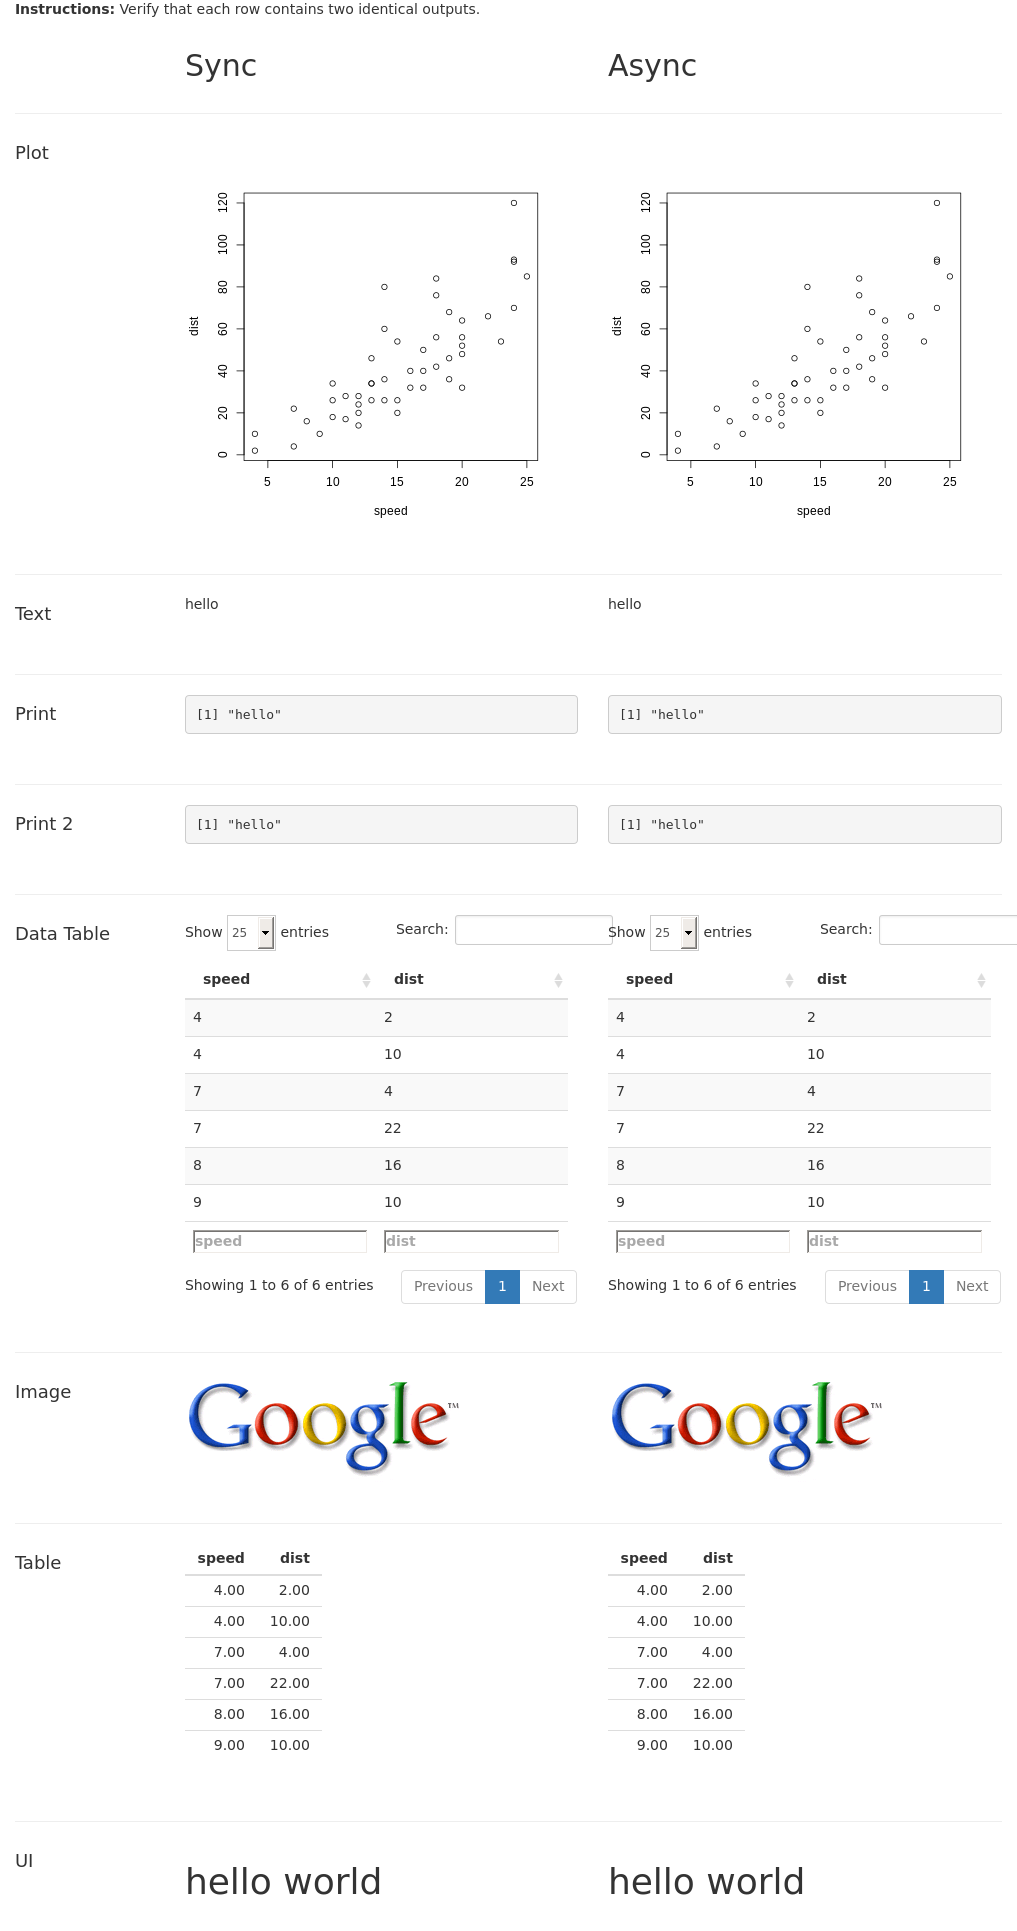 Instructions: Verify that each row contains two identical outputs.
Sync Async
Plot
120 120
100 100
80 80
60 60
dist dist
40 40
20 20
0 0
5 10 15 20 25 5 10 15 20 25
speed speed
Text hello hello
Print [1] "hello" [1] "hello"
Print 2 [1] "hello" [1] "hello"
Data Table Show 25 entries Search: Show 25 entries Search:
speed dist speed dist
4 2 4 2
4 10 4 10
7 4 7 4
7 22 7 22
8 16 8 16
9 10 9 10
speed dist speed dist
Showing 1 to 6 of 6 entries Previous 1 Next Showing 1 to 6 of 6 entries Previous 1 Next
Image Google™ Google™
Table speed dist speed dist
4.00 2.00 4.00 2.00
4.00 10.00 4.00 10.00
7.00 4.00 7.00 4.00
7.00 22.00 7.00 22.00
8.00 16.00 8.00 16.00
9.00 10.00 9.00 10.00
UI hello world hello world